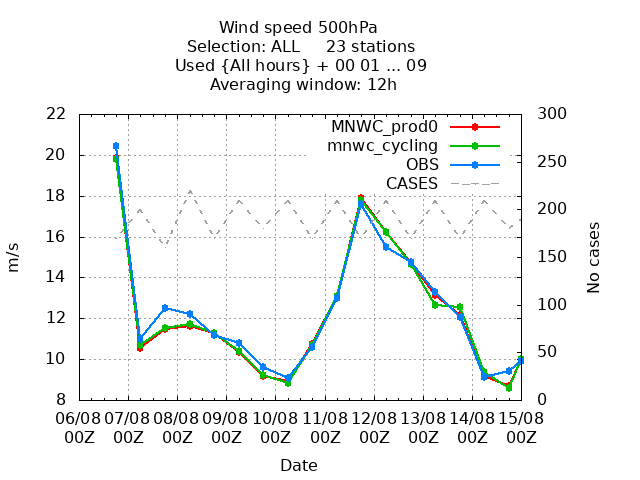 Wind speed 500hPa
Selection: ALL     23 stations
Used {All hours} + 00 01 ... 09
Averaging window: 12h
MNWC_prod0
mnwc_cycling
OBS
CASES
m/s
22
20
18
16
14
12
10
8
No cases
300
250
200
150
100
50
0
06/08 07/08 08/08 09/08 10/08 11/08 12/08 13/08 14/08 15/08
00Z 00Z 00Z 00Z 00Z 00Z 00Z 00Z 00Z 00Z
Date